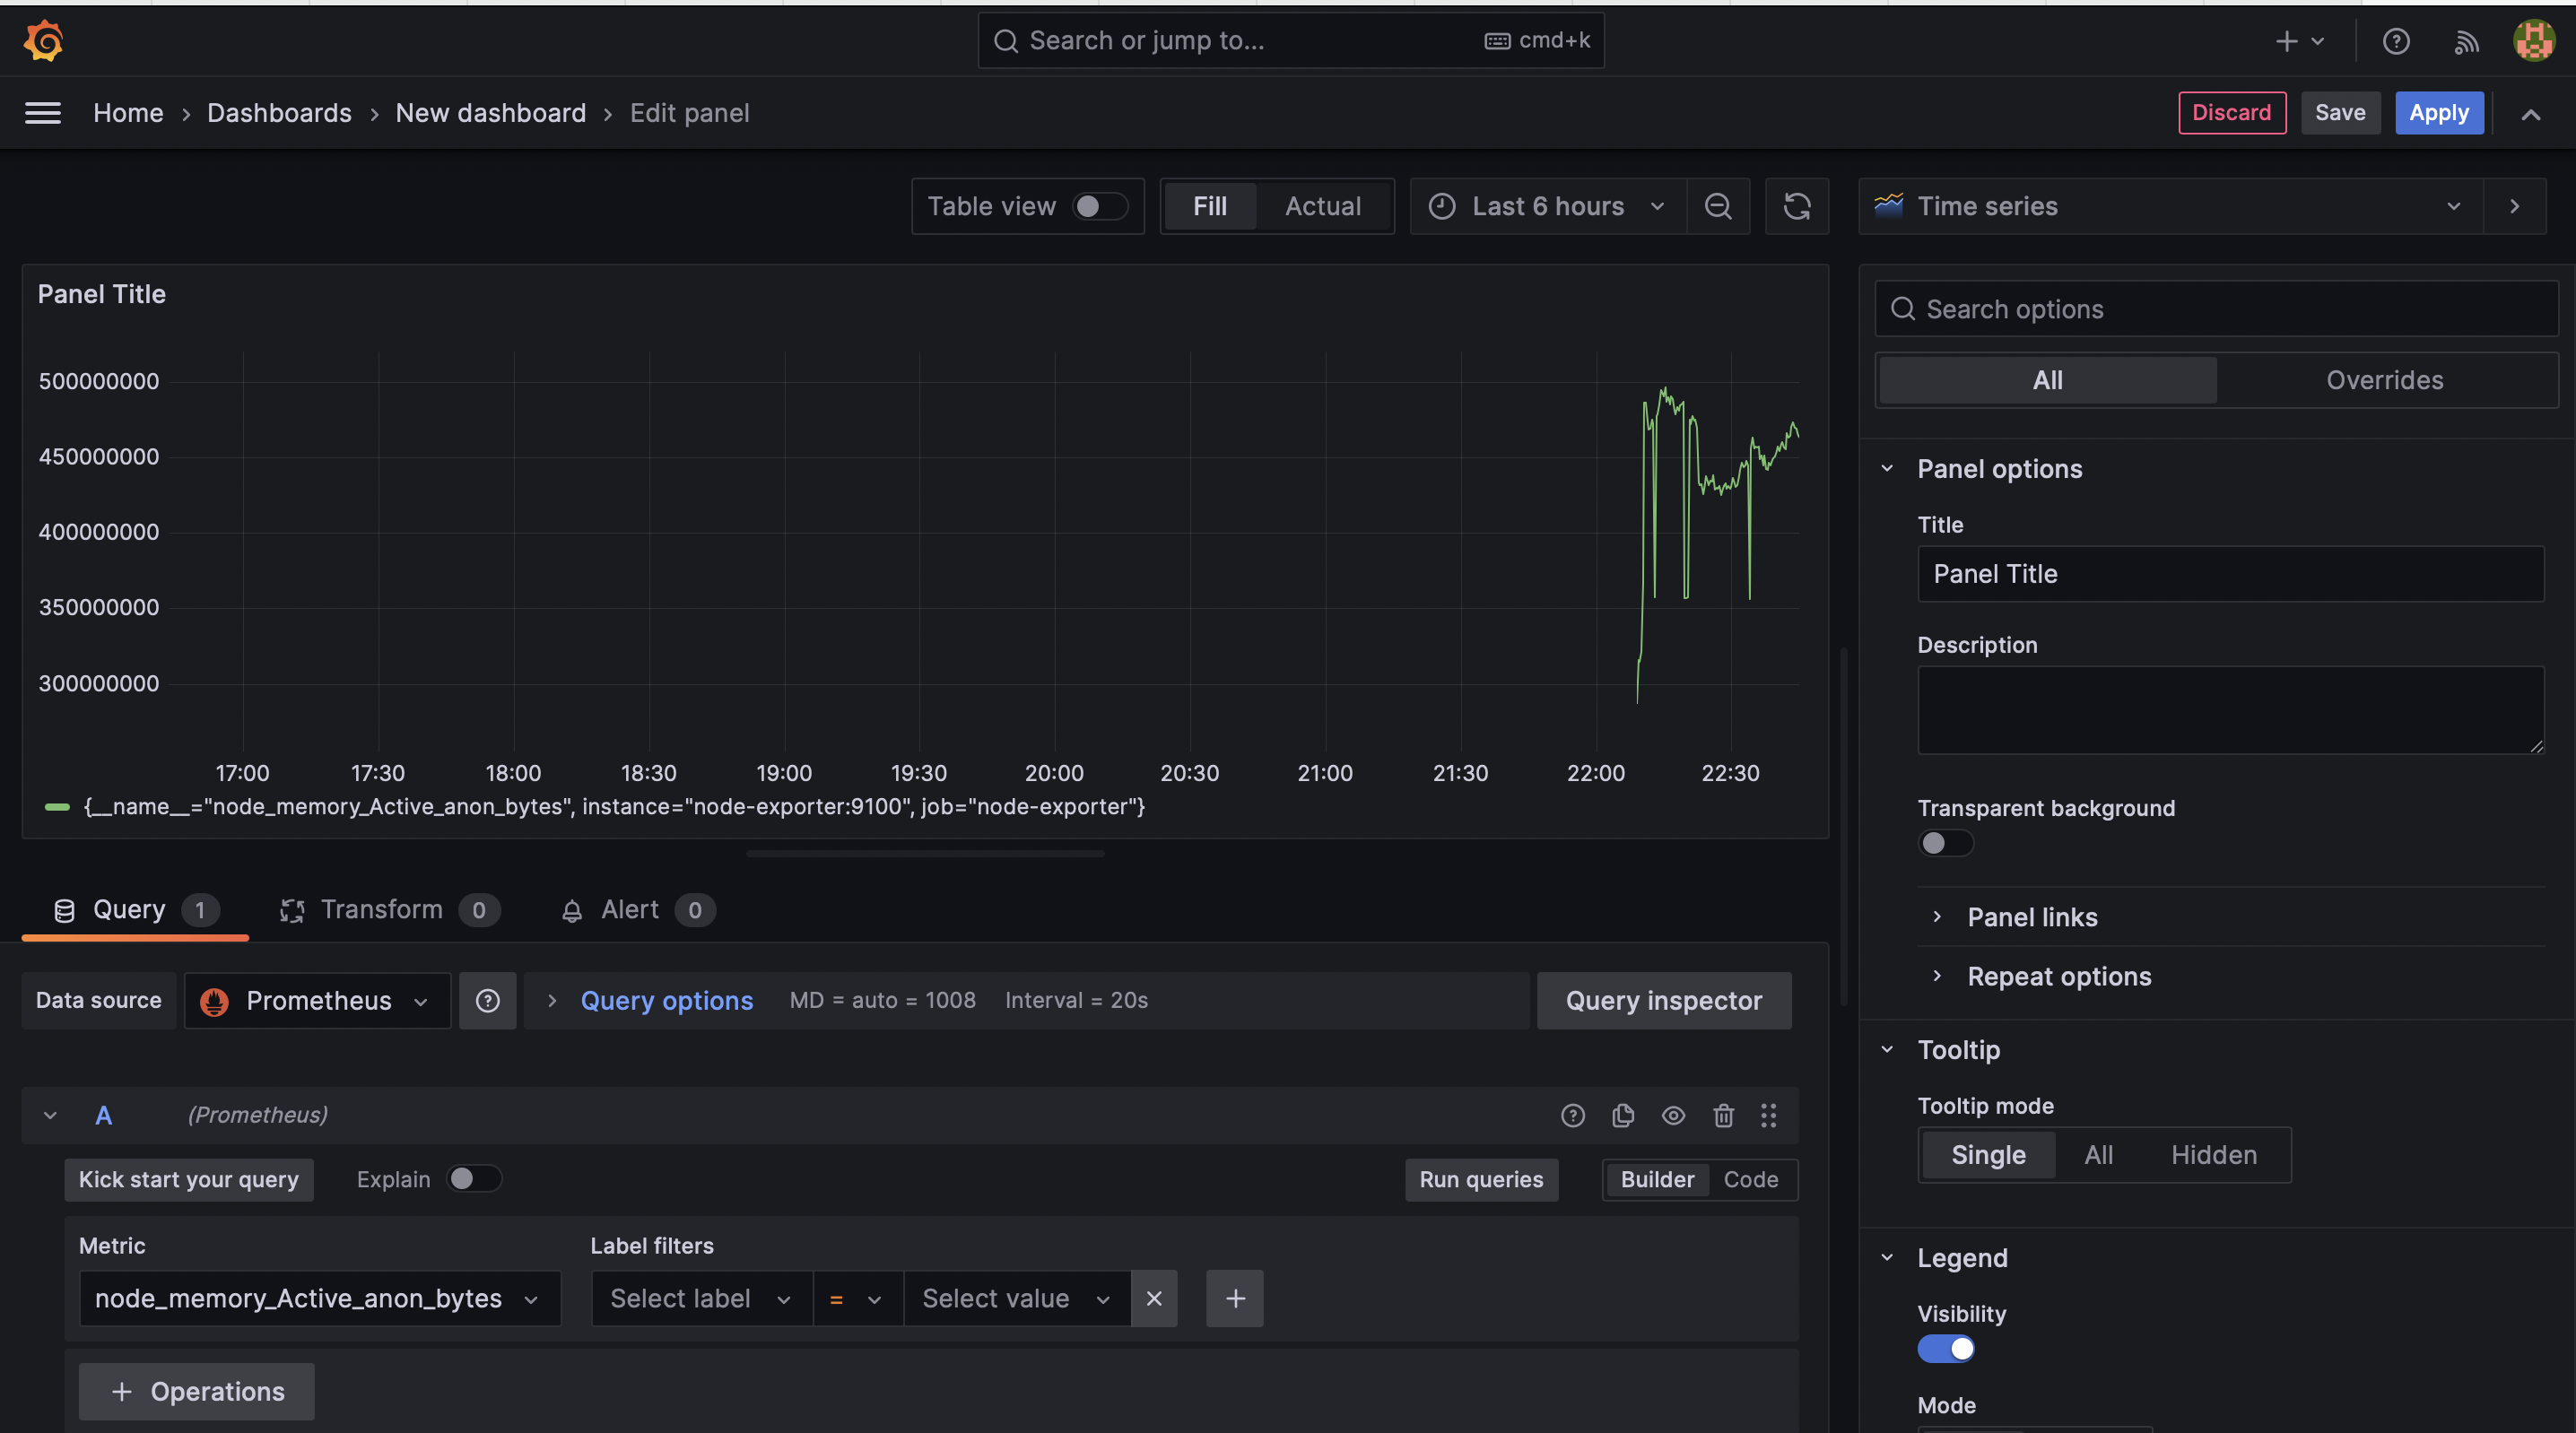 Search or jump to... cmd+k
Home › Dashboards › New dashboard › Edit panel
Discard Save Apply
Table view Fill Actual Last 6 hours
Time series
Panel Title
500000000
450000000
400000000
350000000
300000000
17:00 17:30 18:00 18:30 19:00 19:30 20:00 20:30 21:00 21:30 22:00 22:30
{__name__="node_memory_Active_anon_bytes", instance="node-exporter:9100", job="node-exporter"}
Query 1 Transform 0 Alert 0
Data source Prometheus Query options MD = auto = 1008 Interval = 20s Query inspector
A (Prometheus)
Kick start your query Explain Run queries Builder Code
Metric Label filters
node_memory_Active_anon_bytes Select label = Select value
+ Operations
Search options
All Overrides
Panel options
Title
Panel Title
Description
Transparent background
Panel links
Repeat options
Tooltip
Tooltip mode
Single All Hidden
Legend
Visibility
Mode